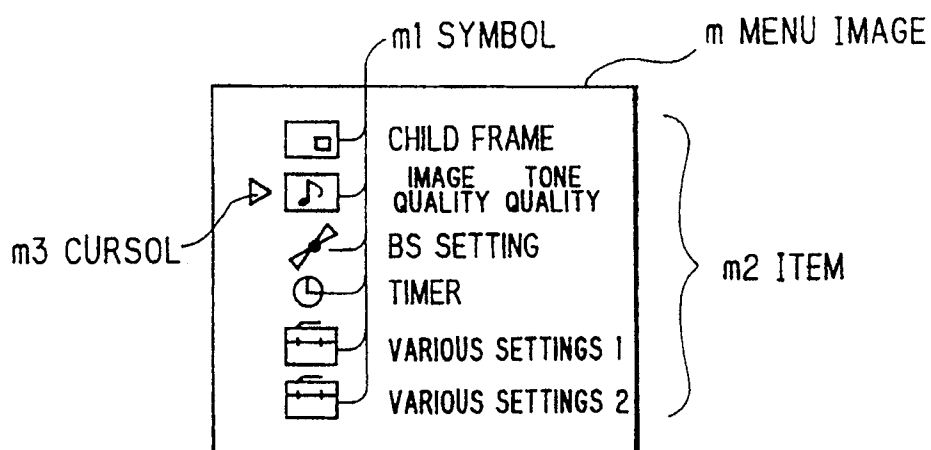 m1 SYMBOL
m MENU IMAGE
CHILD FRAME
IMAGE TONE
QUALITY QUALITY
m3 CURSOL
BS SETTING
m2 ITEM
TIMER
VARIOUS SETTINGS 1
VARIOUS SETTINGS 2